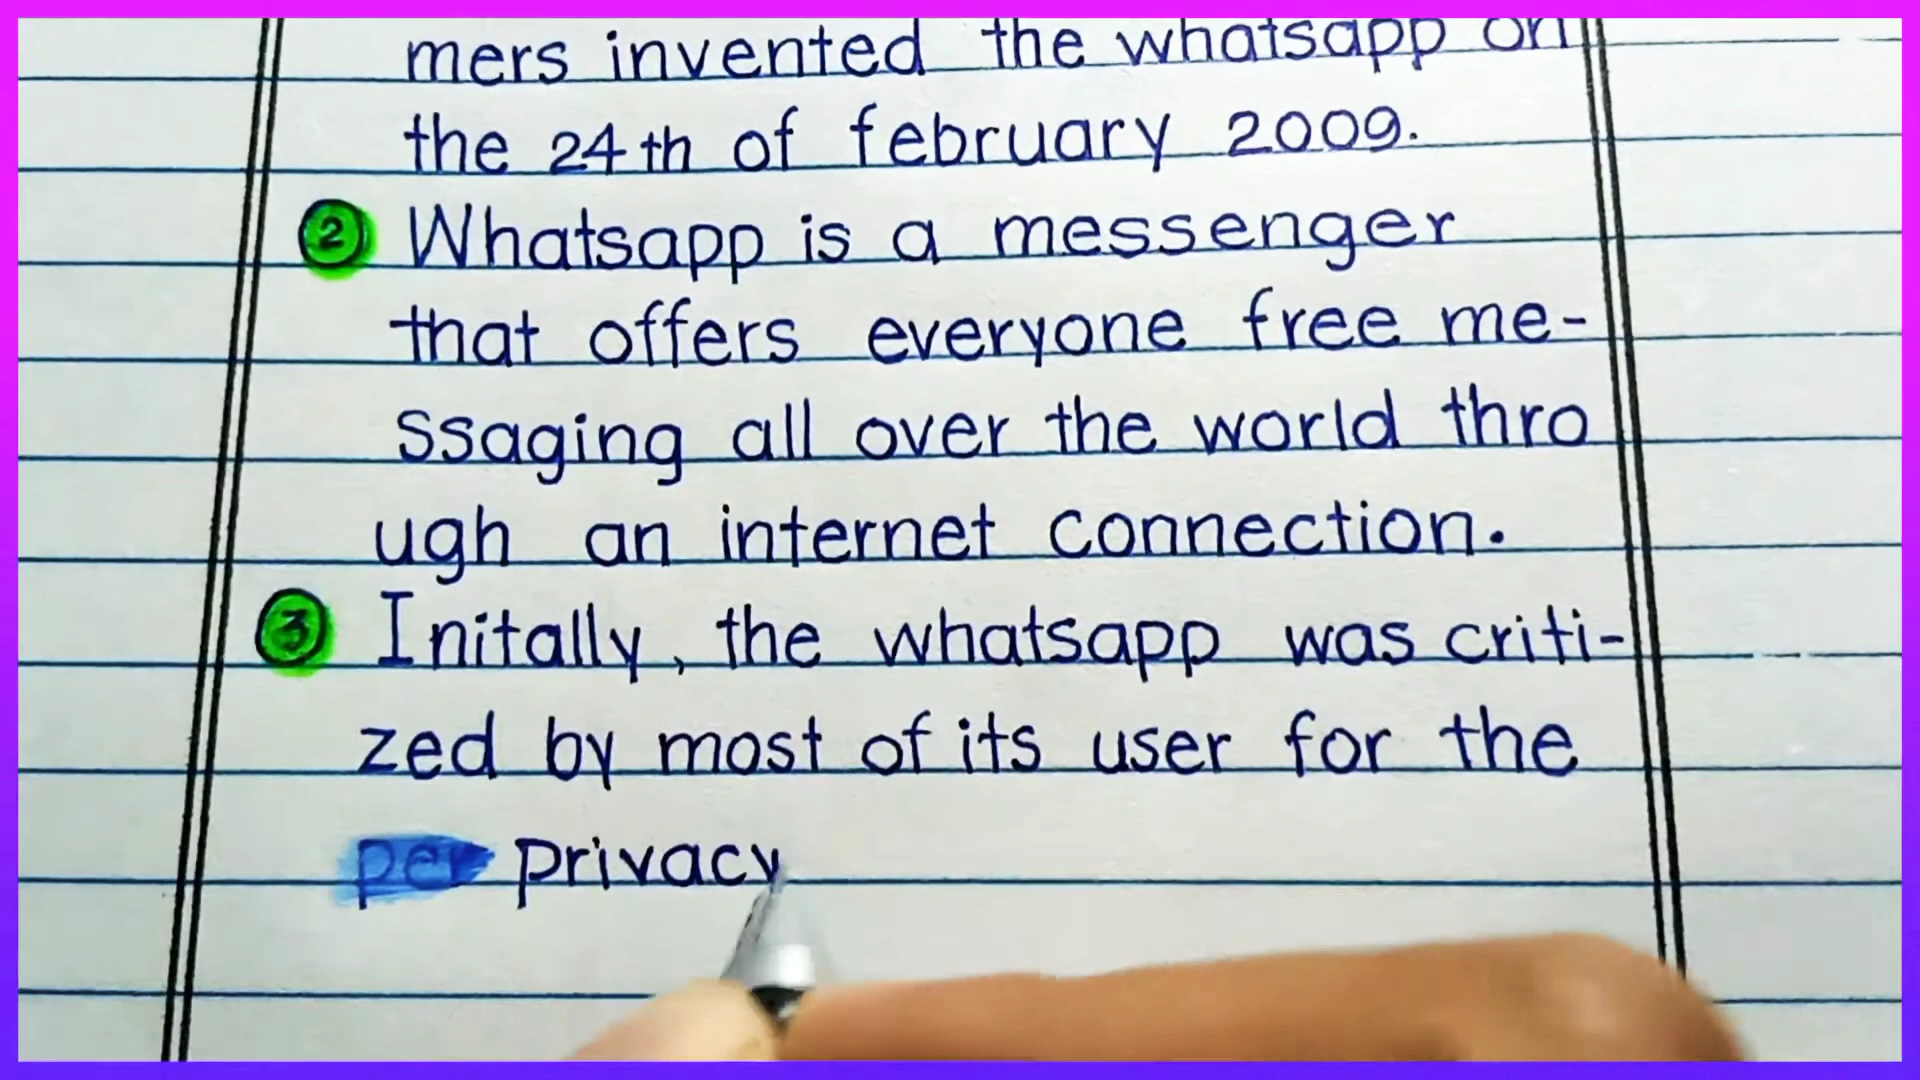 mers invented the whatsapp on
the 24th of february 2009.
2 Whatsapp is a messenger
that offers everyone free me-
ssaging all over the world thro
ugh an internet connection.
3 Initally, the whatsapp was criti-
zed by most of its user for the
per privacy